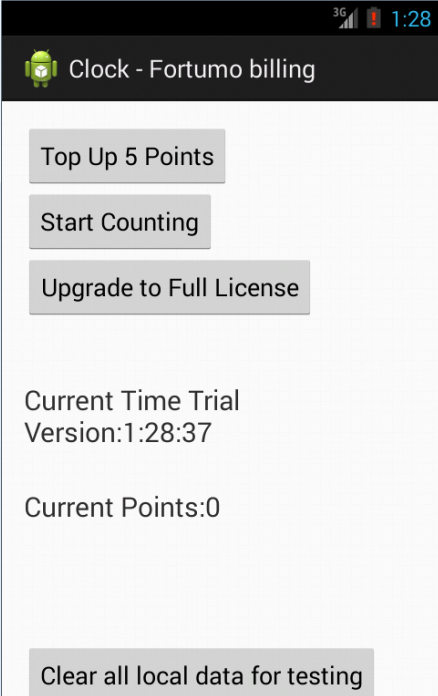 3G 1:28
Clock - Fortumo billing
Top Up 5 Points
Start Counting
Upgrade to Full License
Current Time Trial
Version:1:28:37
Current Points:0
Clear all local data for testing